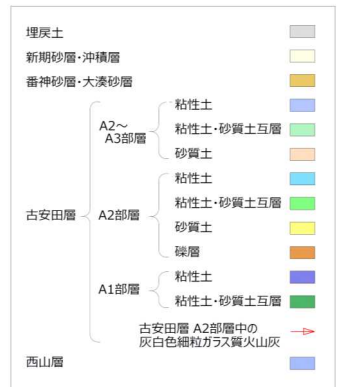 埋戻土
新期砂層・沖積層
番神砂層・大湊砂層
古安田層
A2～
A3部層
粘性土
粘性土・砂質土互層
砂質土
A2部層
粘性土
粘性土・砂質土互層
砂質土
礫層
A1部層
粘性土
粘性土・砂質土互層
古安田層 A2部層中の
灰白色細粒ガラス質火山灰
西山層